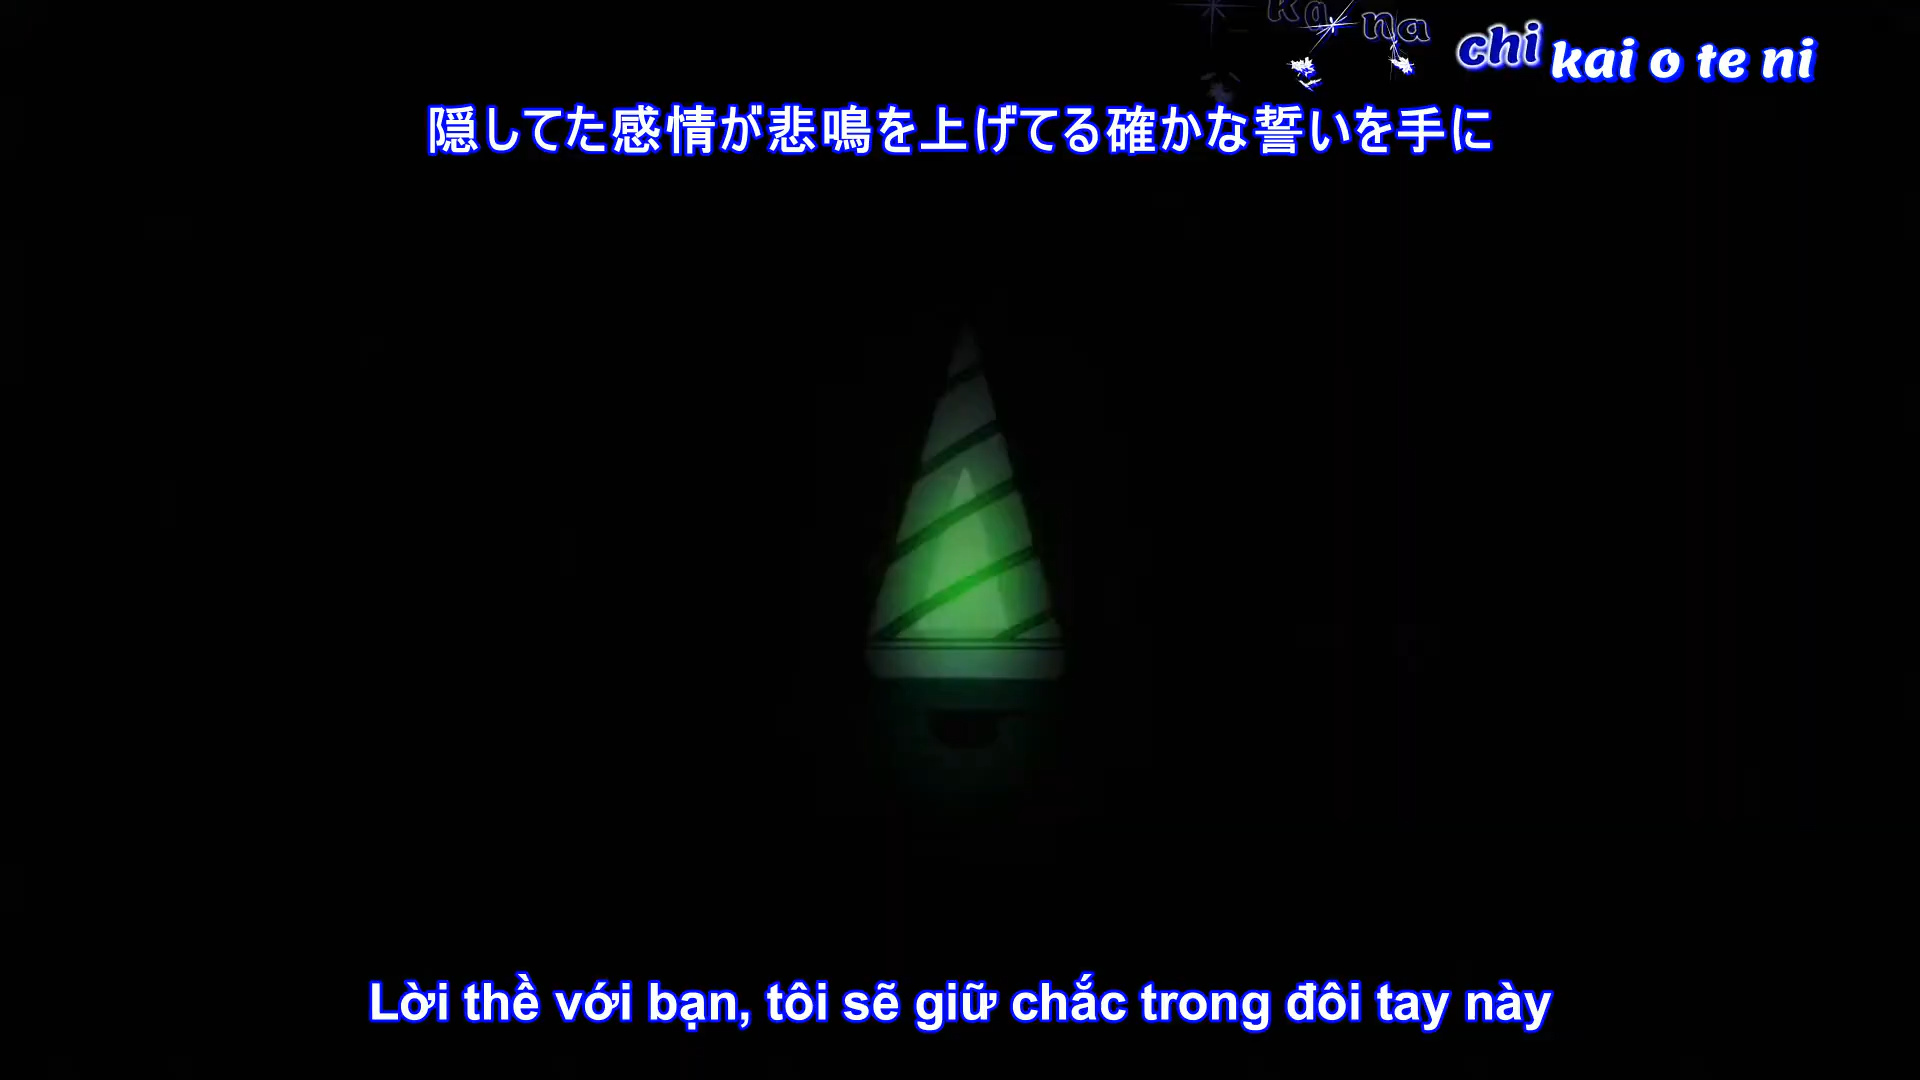 ka na chi kai o te ni
隠してた感情が悲鳴を上げてる確かな誓いを手に
Lời thề với bạn, tôi sẽ giữ chắc trong đôi tay này